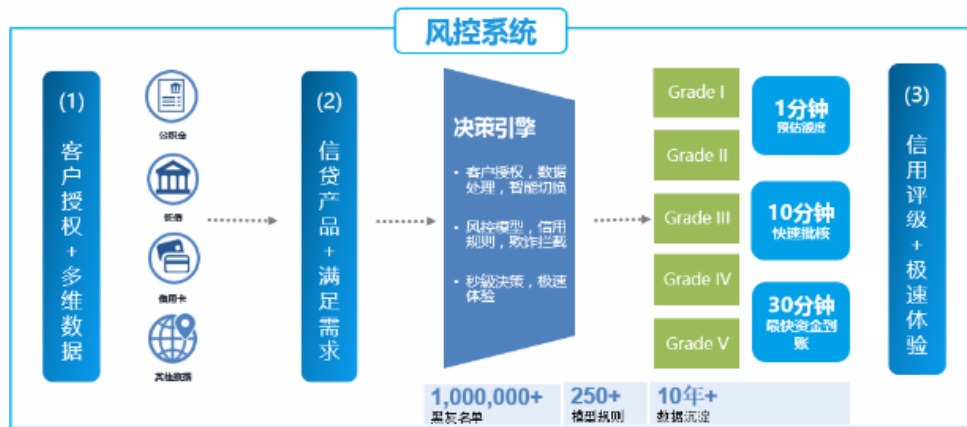 风控系统
(1)
客户授权+多维数据
公积金
征信
信用卡
其他数据
(2)
信贷产品+满足需求
决策引擎
• 客户授权，数据
处理，智能切换
• 风控模型，信用
规则，欺诈拦截
• 秒级决策，极速
体验
Grade I
Grade II
Grade III
Grade IV
Grade V
1分钟
预估额度
10分钟
快速批核
30分钟
最快资金到
账
(3)
信用评级+极速体验
1,000,000+
黑灰名单
250+
模型规则
10年+
数据沉淀